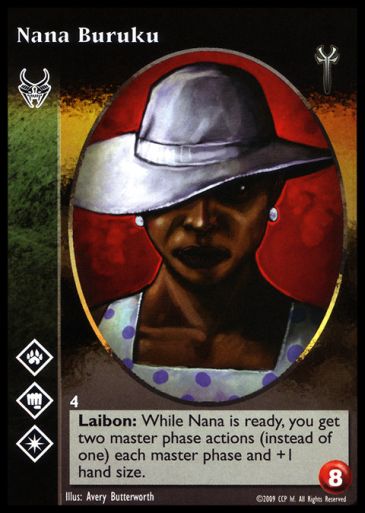 Nana Buruku
4
Laibon: While Nana is ready, you get
two master phase actions (instead of
one) each master phase and +1
hand size.
8
Illus: Avery Butterworth
©2009 CCP hf. All Rights Reserved